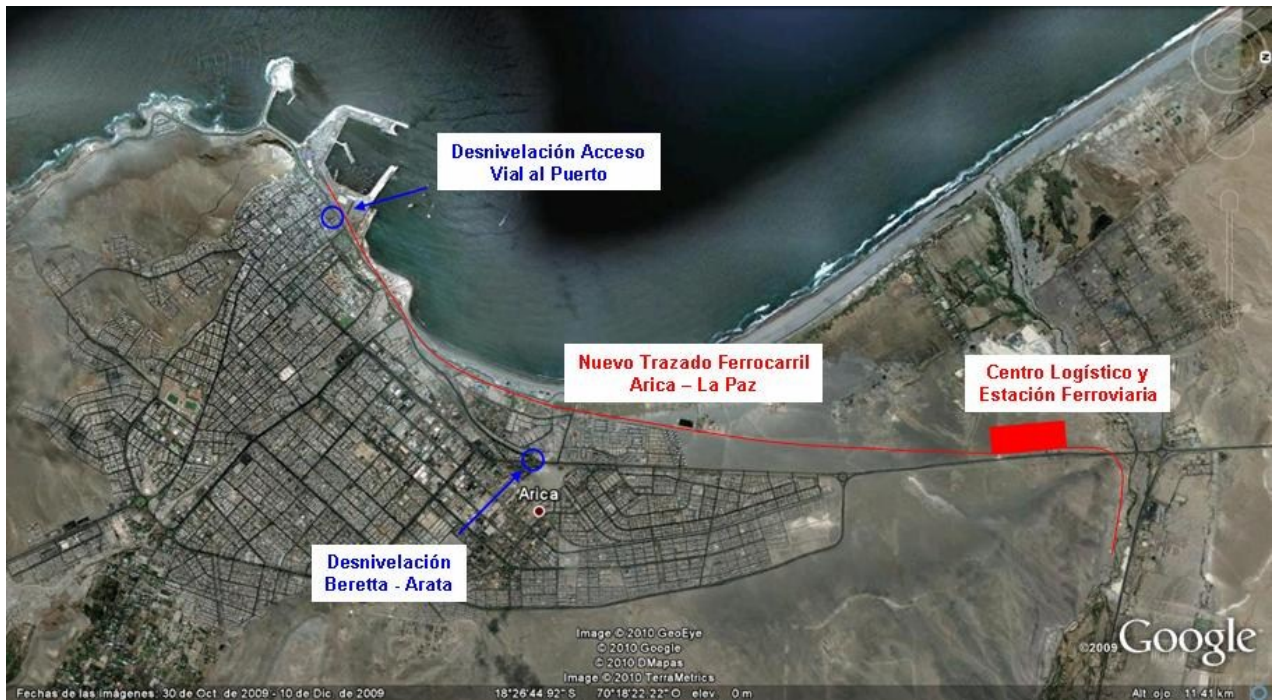 N
Desnivelación Acceso
Vial al Puerto
Nuevo Trazado Ferrocarril
Arica – La Paz
Centro Logístico y
Estación Ferroviaria
Arica
Desnivelación
Beretta - Arata
Image © 2010 GeoEye
© 2010 Google
© 2010 DMapas
Image © 2010 TerraMetrics
©2009 Google
Fechas de las imágenes: 30 de Oct. de 2009 - 10 de Dic. de 2009
18°26'44.92" S 70°18'22.22" O elev. 0 m
Alt. ojo 11.41 km